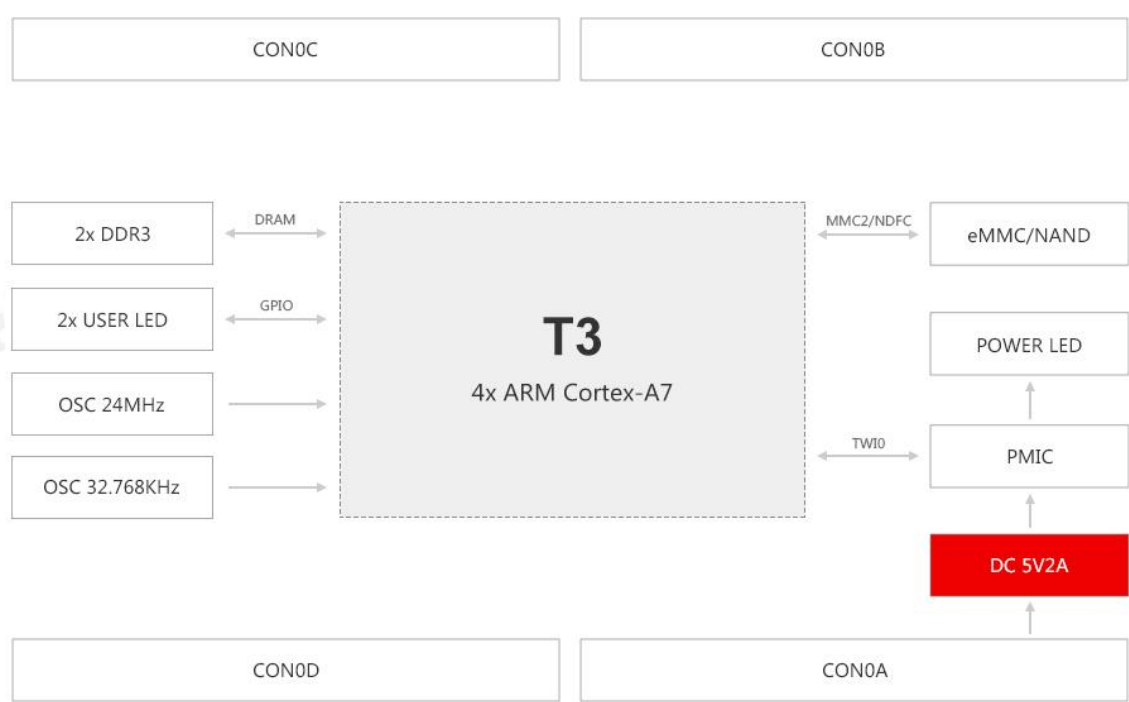 CON0C
CON0B
2x DDR3
DRAM
MMC2/NDFC
eMMC/NAND
2x USER LED
GPIO
T3
4x ARM Cortex-A7
POWER LED
OSC 24MHz
TWI0
PMIC
OSC 32.768KHz
DC 5V2A
CON0D
CON0A